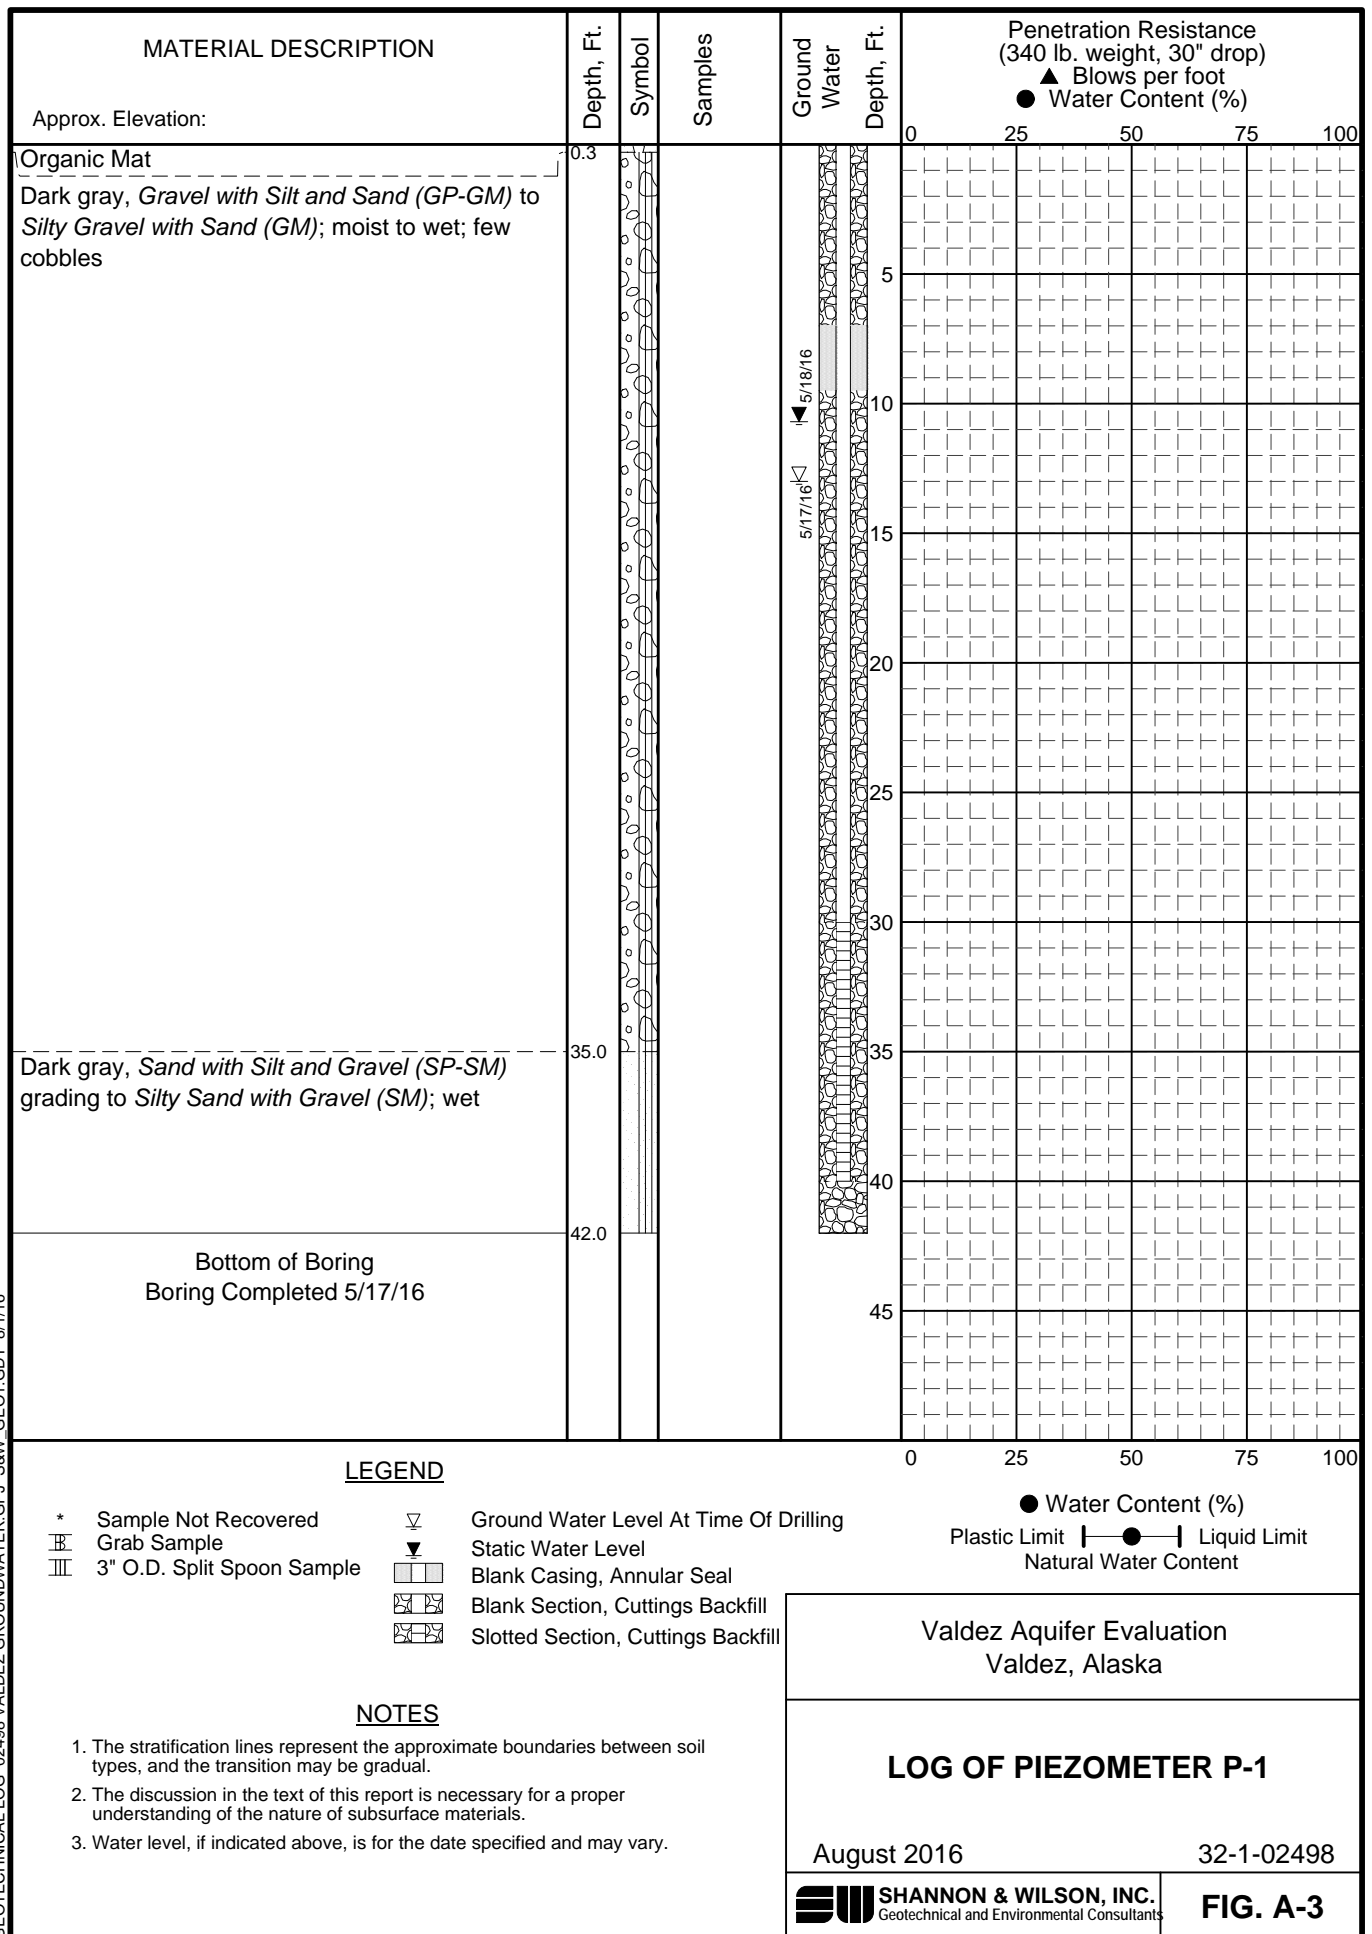 MATERIAL DESCRIPTION
Approx. Elevation:
Depth, Ft.
Symbol
Samples
Ground
Water
Depth, Ft.
Penetration Resistance
(340 lb. weight, 30" drop)
▲ Blows per foot
● Water Content (%)
0 25 50 75 100
Organic Mat
0.3
Dark gray, Gravel with Silt and Sand (GP-GM) to
Silty Gravel with Sand (GM); moist to wet; few
cobbles
5
5/18/16
10
5/17/16
15
20
25
30
35.0
35
Dark gray, Sand with Silt and Gravel (SP-SM)
grading to Silty Sand with Gravel (SM); wet
40
42.0
Bottom of Boring
Boring Completed 5/17/16
45
0 25 50 75 100
LEGEND
* Sample Not Recovered
Grab Sample
3" O.D. Split Spoon Sample
Ground Water Level At Time Of Drilling
Static Water Level
Blank Casing, Annular Seal
Blank Section, Cuttings Backfill
Slotted Section, Cuttings Backfill
● Water Content (%)
Plastic Limit Liquid Limit
Natural Water Content
NOTES
1. The stratification lines represent the approximate boundaries between soil
types, and the transition may be gradual.
2. The discussion in the text of this report is necessary for a proper
understanding of the nature of subsurface materials.
3. Water level, if indicated above, is for the date specified and may vary.
Valdez Aquifer Evaluation
Valdez, Alaska
LOG OF PIEZOMETER P-1
August 2016
32-1-02498
SHANNON & WILSON, INC.
Geotechnical and Environmental Consultants
FIG. A-3